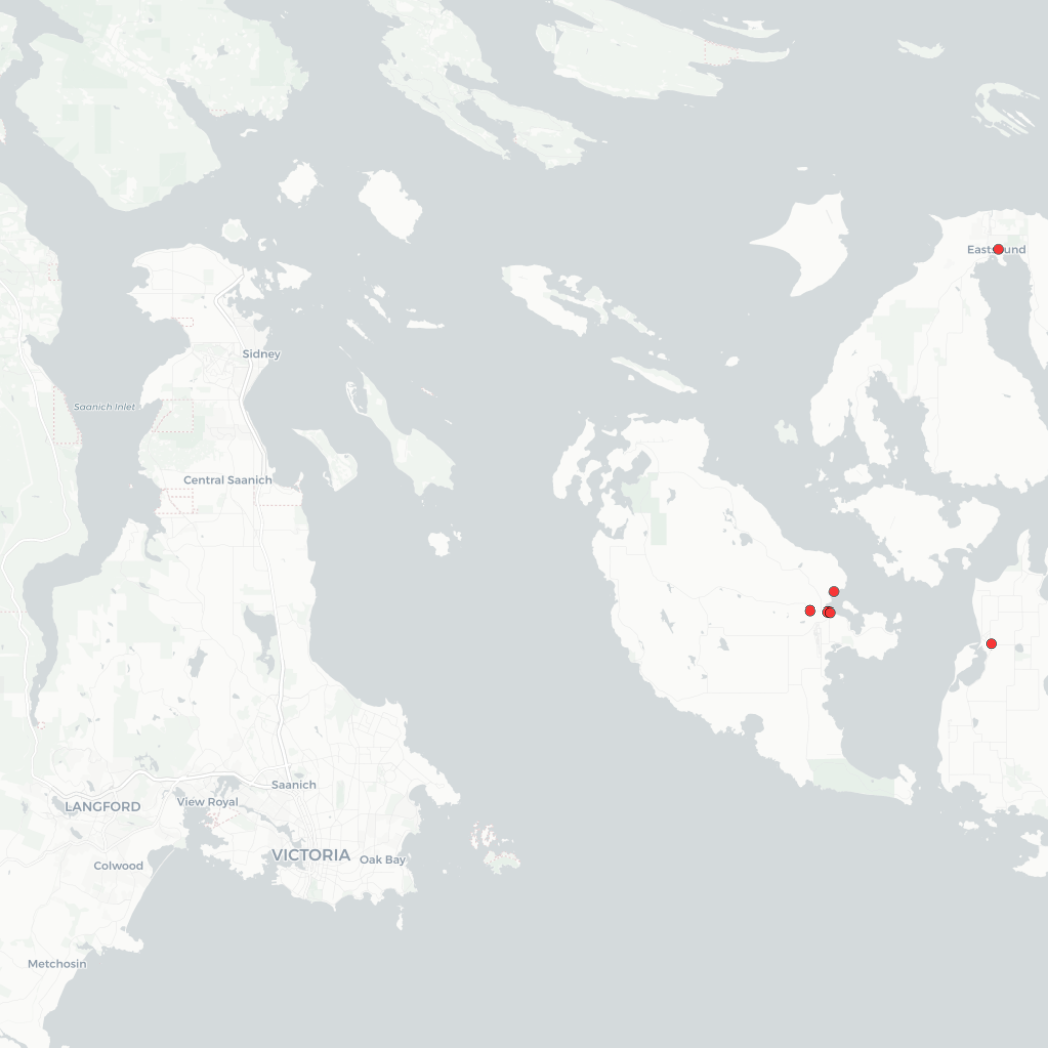 Eastsound
Sidney
Saanich Inlet
Central Saanich
Saanich
LANGFORD
View Royal
VICTORIA
Oak Bay
Colwood
Metchosin